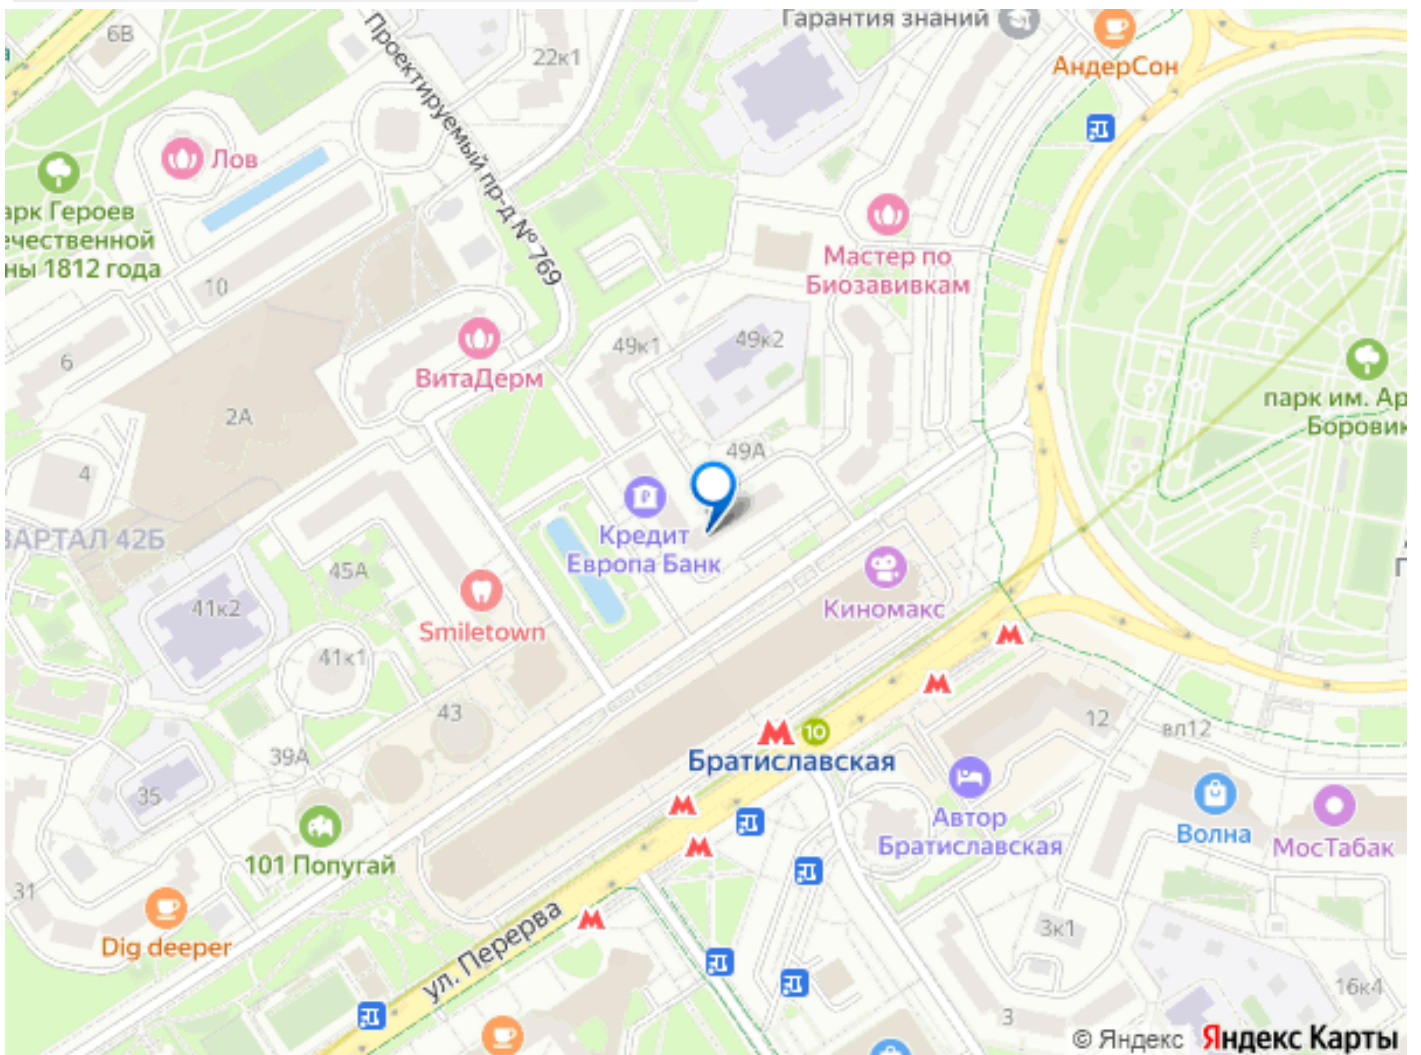 Гарантия знаний
6В
22к1
АндерСон
Проектируемый пр-д № 769
Лов
арк Героев
ечественной
ны 1812 года
Мастер по
Биозавивкам
10
49к1
49к2
6
ВитаДерм
парк им. Ар
Боровик
2А
49А
4
Кредит
Европа Банк
ВАРТАЛ 42Б
45А
Киномакс
41к2
Smiletown
41к1
43
12
вл12
10
Братиславская
39А
35
Автор
Братиславская
Волна
МосТабак
101 Попугай
31
Dig deeper
ул. Перерва
3к1
16к4
3
© Яндекс Яндекс Карты